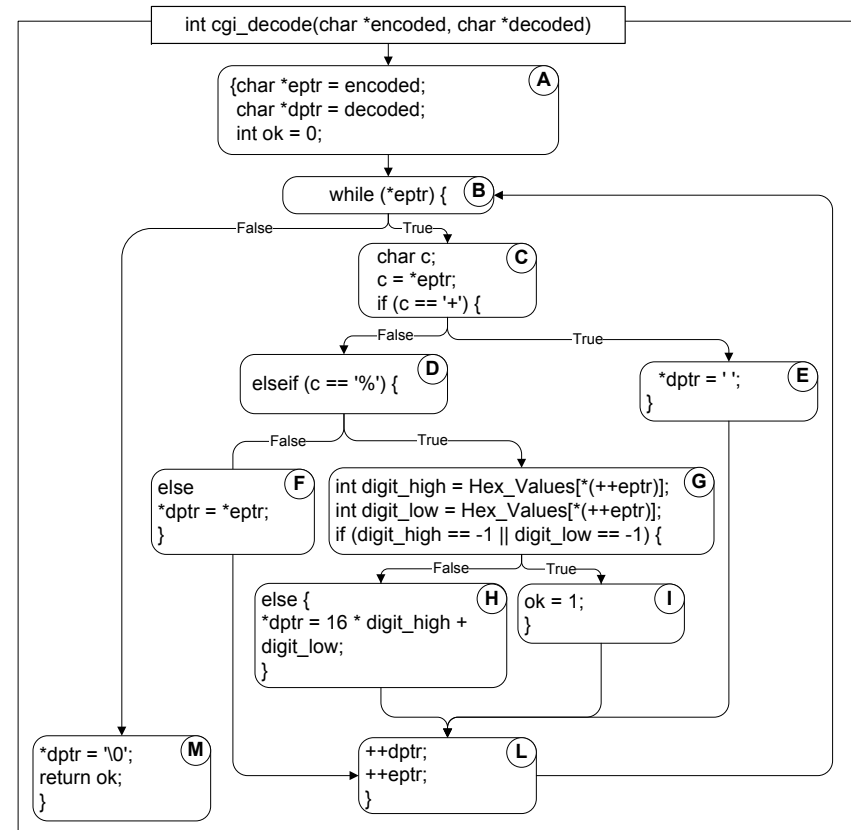 int cgi_decode(char *encoded, char *decoded)
{char *eptr = encoded;
char *dptr = decoded;
int ok = 0;
A
while (*eptr) {
B
False
True
char c;
c = *eptr;
if (c == '+') {
C
False
True
elseif (c == '%') {
D
*dptr = ' ';
}
E
False
True
else
*dptr = *eptr;
}
F
int digit_high = Hex_Values[*(++eptr)];
int digit_low = Hex_Values[*(++eptr)];
if (digit_high == -1 || digit_low == -1) {
G
False
True
else {
*dptr = 16 * digit_high +
digit_low;
}
H
ok = 1;
}
I
*dptr = '\0';
return ok;
}
M
++dptr;
++eptr;
}
L